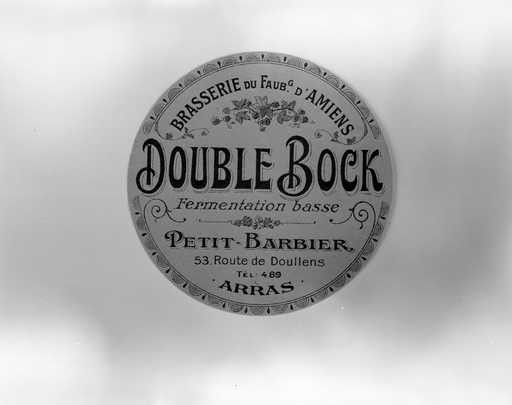 BRASSERIE DU FAUBG D'AMIENS
DOUBLE BOCK
Fermentation basse
PETIT-BARBIER
53. Route de Doullens
TÉL: 489
· ARRAS ·